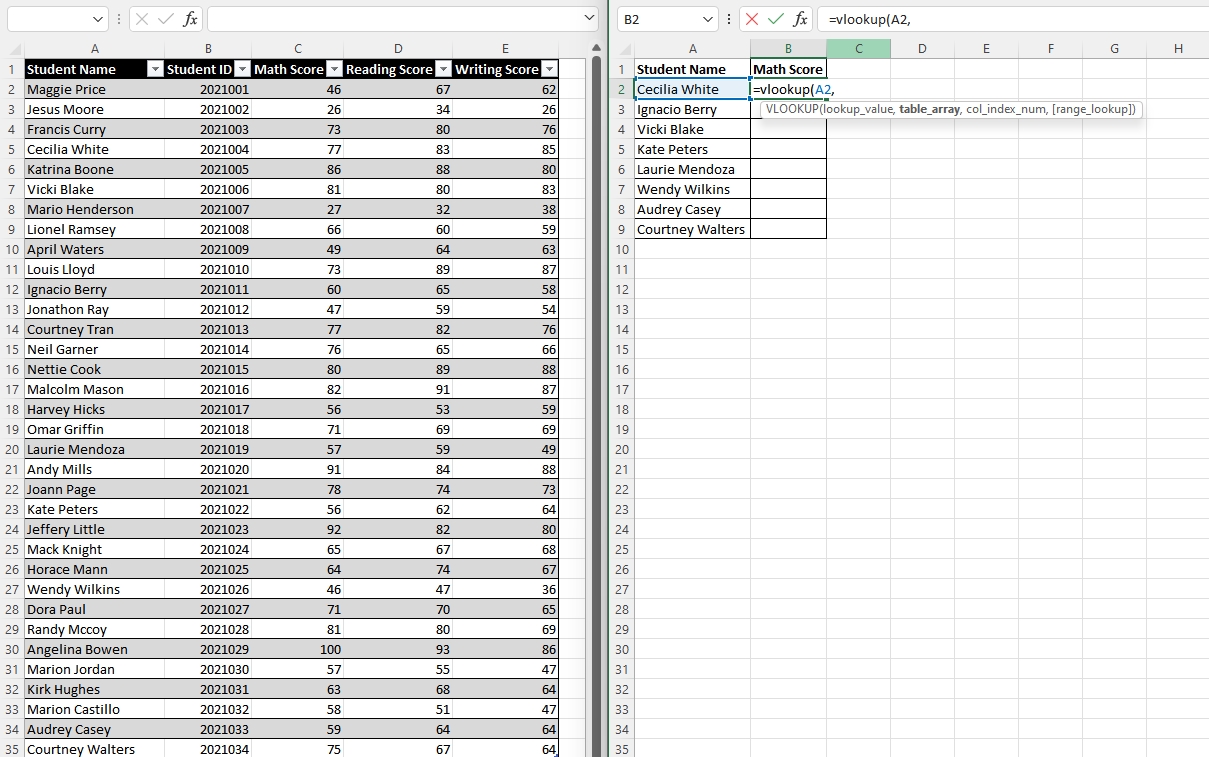 fx
B2
fx =vlookup(A2,
A B C D E
A B C D E F G H
1 Student Name Student ID Math Score Reading Score Writing Score
2 Maggie Price 2021001 46 67 62
3 Jesus Moore 2021002 26 34 26
4 Francis Curry 2021003 73 80 76
5 Cecilia White 2021004 77 83 85
6 Katrina Boone 2021005 86 88 80
7 Vicki Blake 2021006 81 80 83
8 Mario Henderson 2021007 27 32 38
9 Lionel Ramsey 2021008 66 60 59
10 April Waters 2021009 49 64 63
11 Louis Lloyd 2021010 73 89 87
12 Ignacio Berry 2021011 60 65 58
13 Jonathon Ray 2021012 47 59 54
14 Courtney Tran 2021013 77 82 76
15 Neil Garner 2021014 76 65 66
16 Nettie Cook 2021015 80 89 88
17 Malcolm Mason 2021016 82 91 87
18 Harvey Hicks 2021017 56 53 59
19 Omar Griffin 2021018 71 69 69
20 Laurie Mendoza 2021019 57 59 49
21 Andy Mills 2021020 91 84 88
22 Joann Page 2021021 78 74 73
23 Kate Peters 2021022 56 62 64
24 Jeffery Little 2021023 92 82 80
25 Mack Knight 2021024 65 67 68
26 Horace Mann 2021025 64 74 67
27 Wendy Wilkins 2021026 46 47 36
28 Dora Paul 2021027 71 70 65
29 Randy Mccoy 2021028 81 80 69
30 Angelina Bowen 2021029 100 93 86
31 Marion Jordan 2021030 57 55 47
32 Kirk Hughes 2021031 63 68 64
33 Marion Castillo 2021032 58 51 47
34 Audrey Casey 2021033 59 64 64
35 Courtney Walters 2021034 75 67 64
1 Student Name Math Score
2 Cecilia White =vlookup(A2,
3 Ignacio Berry VLOOKUP(lookup_value, table_array, col_index_num, [range_lookup])
4 Vicki Blake
5 Kate Peters
6 Laurie Mendoza
7 Wendy Wilkins
8 Audrey Casey
9 Courtney Walters
10
11
12
13
14
15
16
17
18
19
20
21
22
23
24
25
26
27
28
29
30
31
32
33
34
35